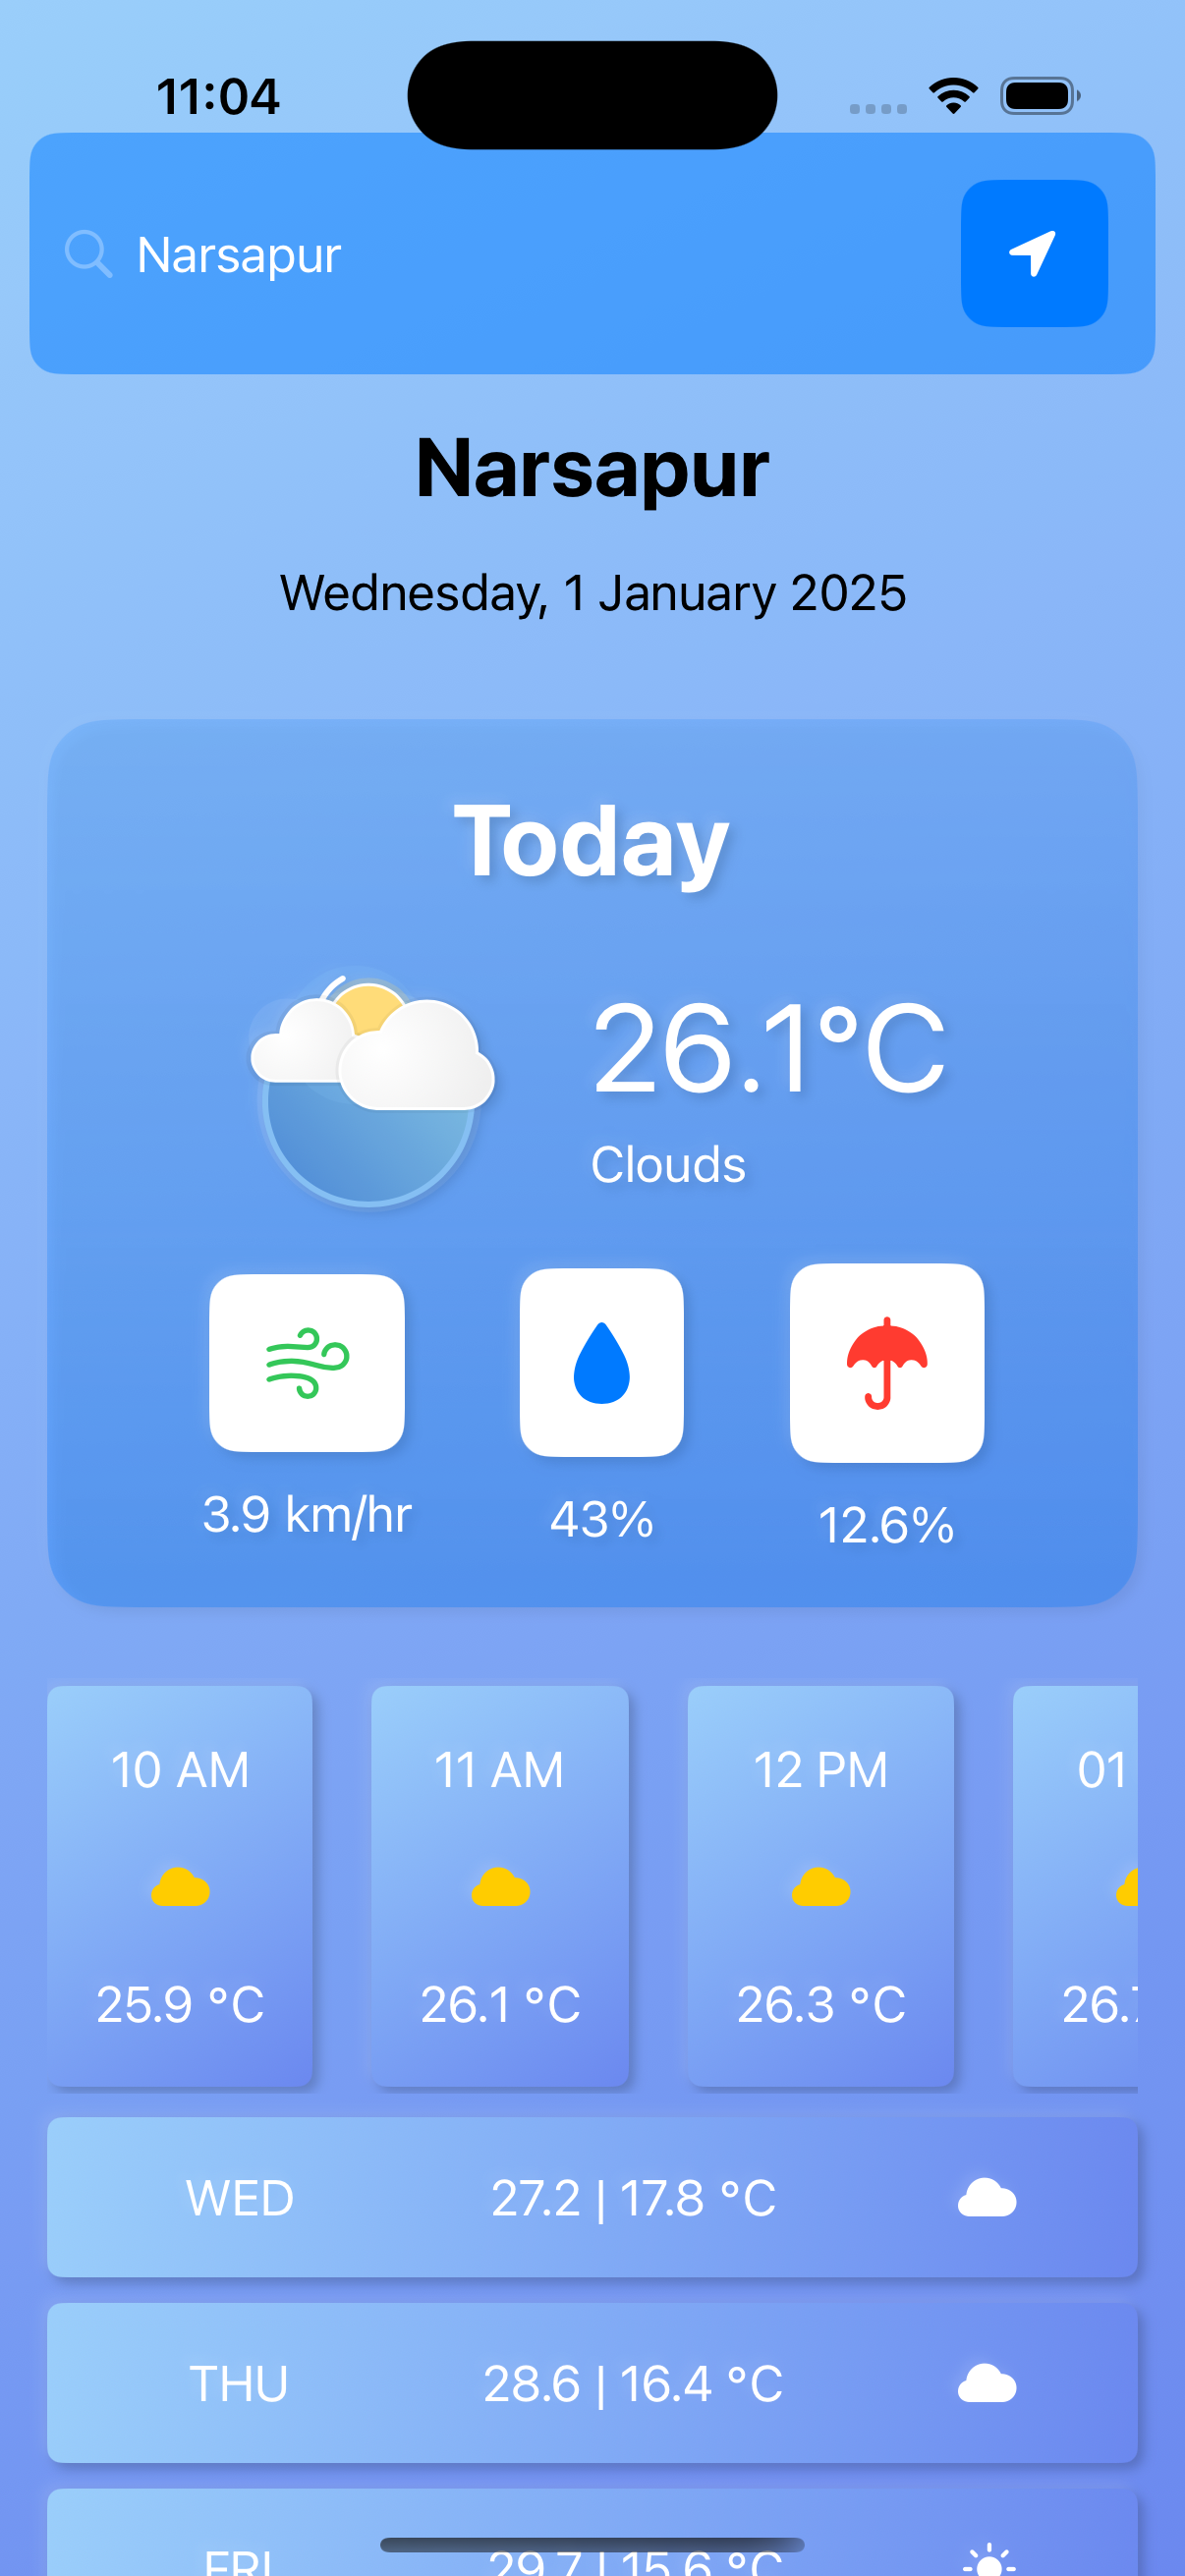 11:04
Narsapur
Narsapur
Wednesday, 1 January 2025
Today
26.1°C
Clouds
3.9 km/hr
43%
12.6%
10 AM
11 AM
12 PM
01
25.9 °C
26.1 °C
26.3 °C
26.7
WED
27.2 | 17.8 °C
THU
28.6 | 16.4 °C
FRI
29.7 | 15.6 °C